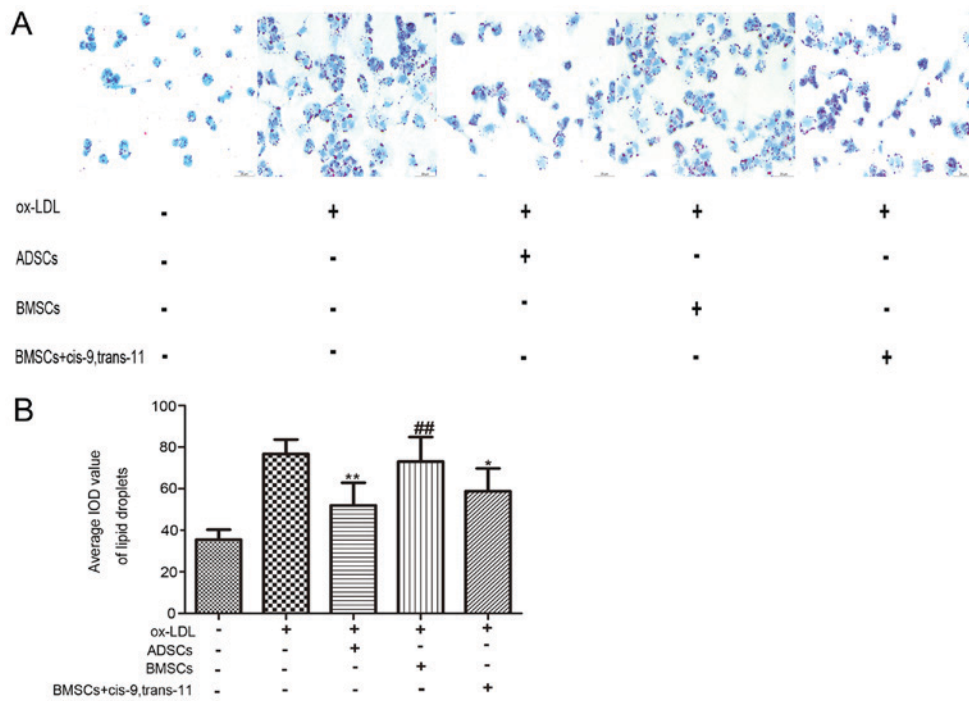 A
ox-LDL - + + + +
ADSCs - - + - -
BMSCs - - - + -
BMSCs+cis-9,trans-11 - - - - +
B
Average IOD value
of lipid droplets
100
80
60
40
20
0
**
##
*
ox-LDL - + + + +
ADSCs - - + - -
BMSCs - - - + -
BMSCs+cis-9,trans-11 - - - - +